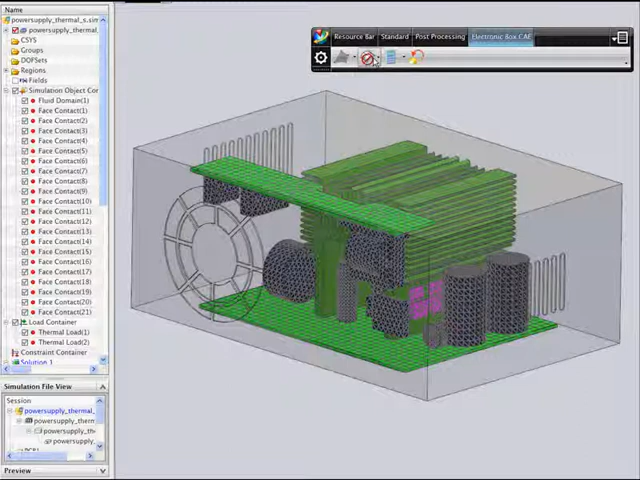 Name
powersupply_thermal_s.sim
powersupply_thermal_
CSYS
Groups
DOFSets
Regions
Fields
Simulation Object Con
Fluid Domain(1)
Face Contact(1)
Face Contact(2)
Face Contact(3)
Face Contact(4)
Face Contact(5)
Face Contact(6)
Face Contact(7)
Face Contact(8)
Face Contact(9)
Face Contact(10)
Face Contact(11)
Face Contact(12)
Face Contact(13)
Face Contact(14)
Face Contact(15)
Face Contact(16)
Face Contact(17)
Face Contact(18)
Face Contact(19)
Face Contact(20)
Face Contact(21)
Load Container
Thermal Load(1)
Thermal Load(2)
Constraint Container
Solution 1
Simulation File View
Session
powersupply_thermal_
powersupply_therm
powersupply_th
powersupply_
Preview
Resource Bar
Standard
Post Processing
Electronic Box CAE